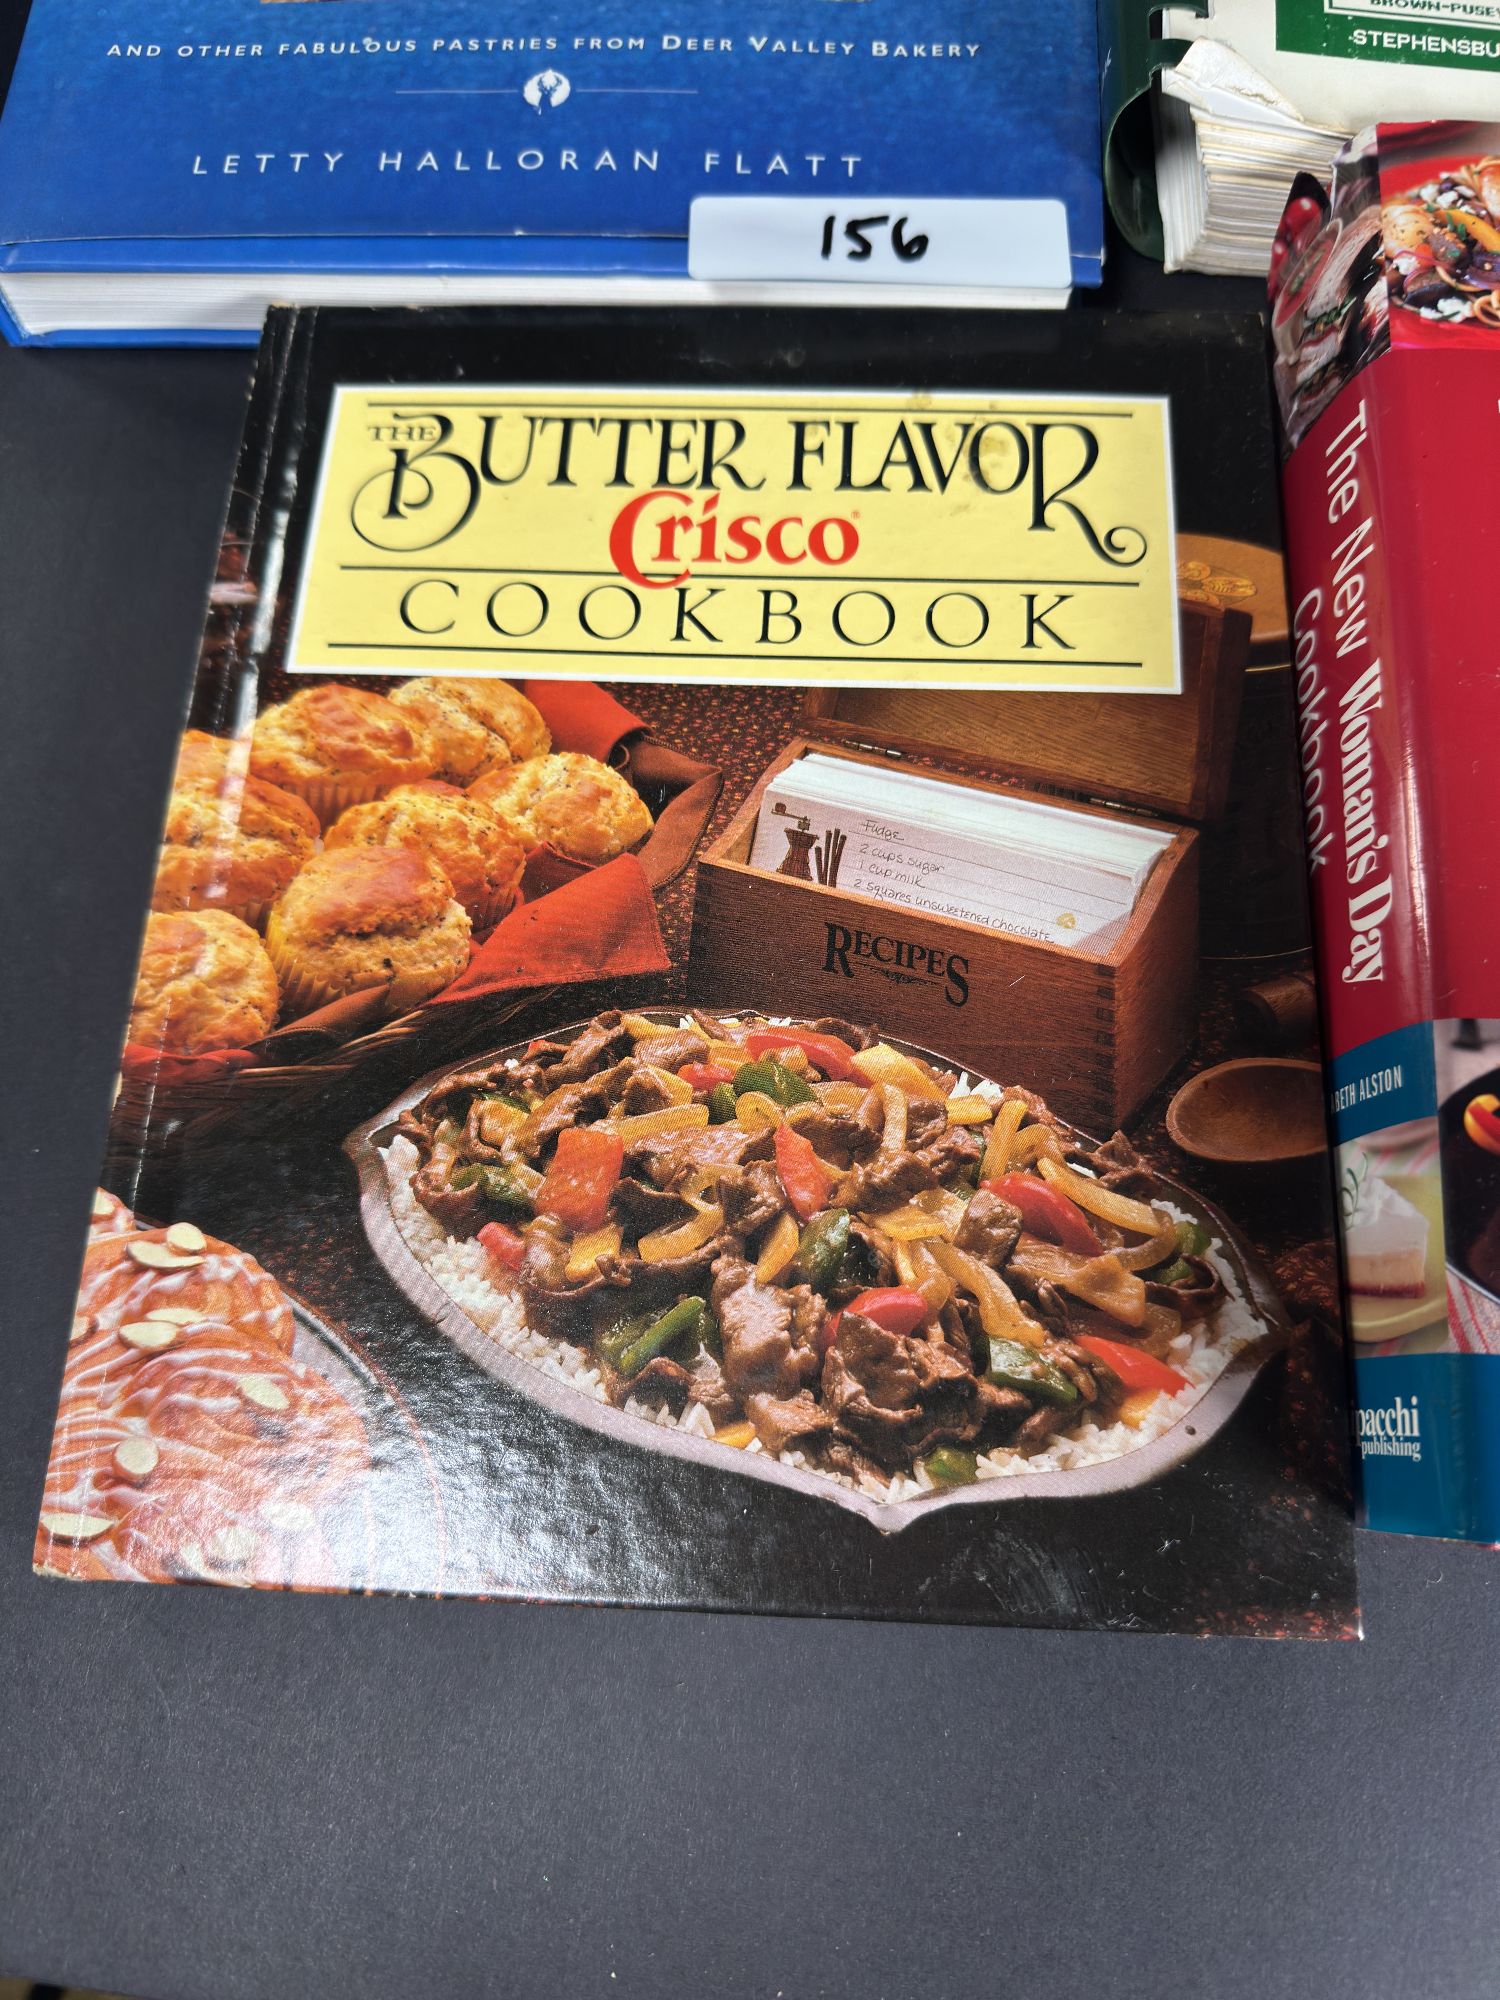 AND OTHER FABULOUS PASTRIES FROM DEER VALLEY BAKERY
LETTY HALLORAN FLATT
156
BROWN-PUSEY
STEPHENSBU
THE BUTTER FLAVOR
Crisco®
COOKBOOK
Fudge
2 cups sugar
1 cup milk
2 squares unsweetened chocolate
RECIPES
The New Woman's Day
Cookbook
ABETH ALSTON
ipacchi
publishing